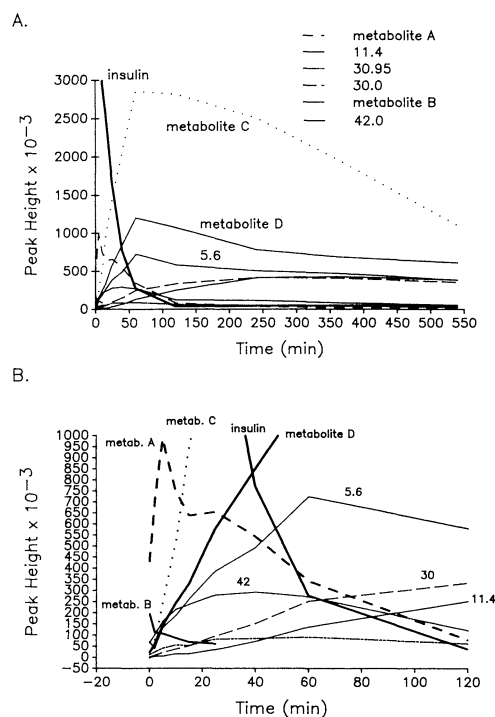 A.
metabolite A
11.4
30.95
30.0
metabolite B
42.0
insulin
metabolite C
metabolite D
5.6
Peak Height x 10−3
3000
2500
2000
1500
1000
500
0
0 50 100 150 200 250 300 350 400 450 500 540
Time (min)
B.
metab. C
insulin
metab. A
metabolite D
5.6
42
30
11.4
metab. B
Peak Height x 10−3
1000
950
900
850
800
750
700
650
600
550
500
450
400
350
300
250
200
150
100
50
0
−50
−20 0 20 40 60 80 100 120
Time (min)